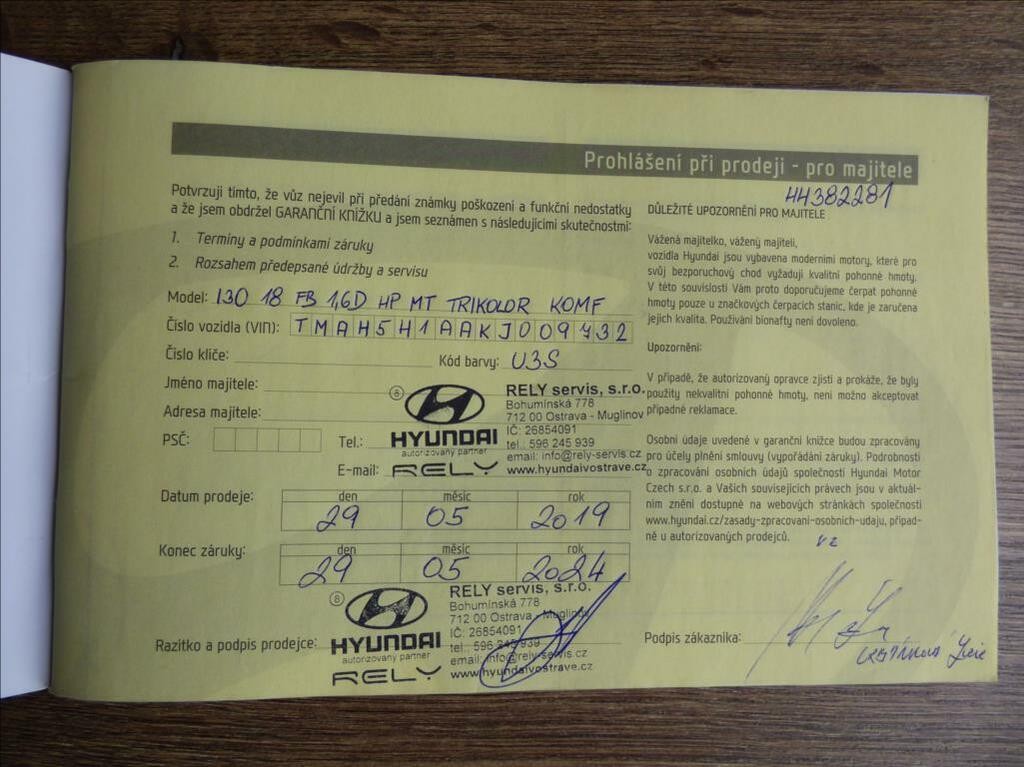 Prohlášení při prodeji - pro majitele
44382281
Potvrzuji tímto, že vůz nejevil při předání známky poškození a funkční nedostatky
a že jsem obdržel GARANČNÍ KNÍŽKU a jsem seznámen s následujícími skutečnostmi:
1. Termíny a podmínkami záruky
2. Rozsahem předepsané údržby a servisu
Model: I30 18 FB 1,6D HP MT TRIKOLOR KOMF
Číslo vozidla (VIN): TMAH5H1AAKJ009432
Číslo klíče:
Kód barvy: U3S
Jméno majitele:
Adresa majitele:
PSČ:
Tel.:
E-mail:
8
HYUNDAI
autorizovaný partner
RELY
RELY servis, s.r.o.
Bohumínská 778
712 00 Ostrava - Muglinov
IČ: 26854091
tel.: 596 245 939
email: info@rely-servis.cz
www.hyundaivostrave.cz
Datum prodeje:
den měsíc rok
29 05 2019
Konec záruky:
den měsíc rok
29 05 2024
Razítko a podpis prodejce:
8
HYUNDAI
autorizovaný partner
RELY
RELY servis, s.r.o.
Bohumínská 778
712 00 Ostrava - Muglinov
IČ: 26854091
tel.: 596 245 939
email: info@rely-servis.cz
www.hyundaivostrave.cz
DŮLEŽITÉ UPOZORNĚNÍ PRO MAJITELE
Vážená majitelko, vážený majiteli,
vozidla Hyundai jsou vybavena moderními motory, které pro
svůj bezporuchový chod vyžadují kvalitní pohonné hmoty.
V této souvislosti Vám proto doporučujeme čerpat pohonné
hmoty pouze u značkových čerpacích stanic, kde je zaručena
jejich kvalita. Používání bionafty není dovoleno.
Upozornění:
V případě, že autorizovaný opravce zjistí a prokáže, že byly
použity nekvalitní pohonné hmoty, není možno akceptovat
případné reklamace.
Osobní údaje uvedené v garanční knížce budou zpracovány
pro účely plnění smlouvy (vypořádání záruky). Podrobnosti
o zpracování osobních údajů společností Hyundai Motor
Czech s.r.o. a Vašich souvisejících právech jsou v aktuál-
ním znění dostupné na webových stránkách společnosti
www.hyundai.cz/zasady-zpracovani-osobnich-udaju, případ-
ně u autorizovaných prodejců.
Podpis zákazníka: